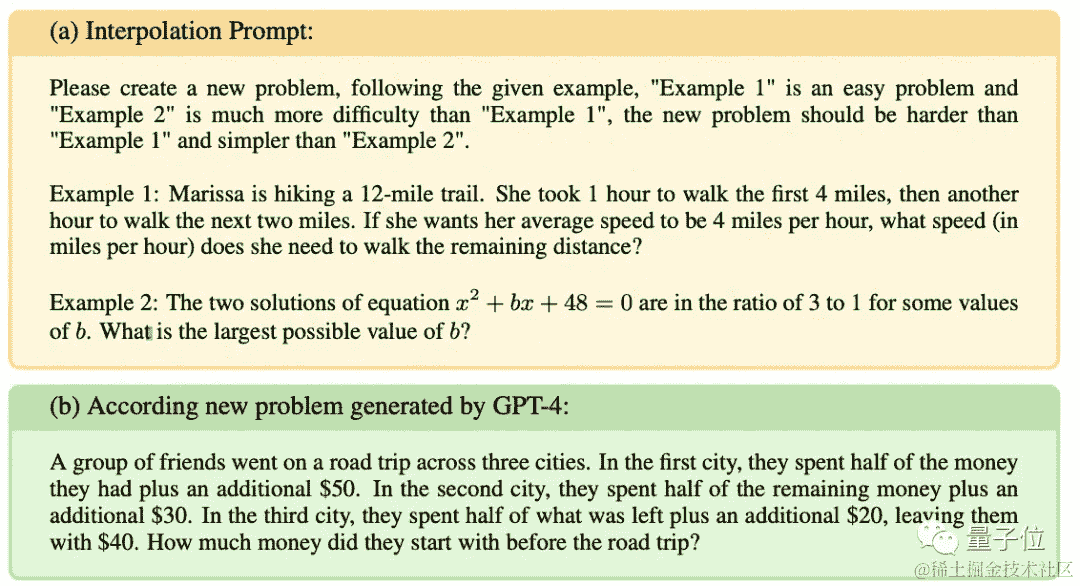 (a) Interpolation Prompt:
Please create a new problem, following the given example, "Example 1" is an easy problem and
"Example 2" is much more difficulty than "Example 1", the new problem should be harder than
"Example 1" and simpler than "Example 2".
Example 1: Marissa is hiking a 12-mile trail. She took 1 hour to walk the first 4 miles, then another
hour to walk the next two miles. If she wants her average speed to be 4 miles per hour, what speed (in
miles per hour) does she need to walk the remaining distance?
Example 2: The two solutions of equation x² + bx + 48 = 0 are in the ratio of 3 to 1 for some values
of b. What is the largest possible value of b?
(b) According new problem generated by GPT-4:
A group of friends went on a road trip across three cities. In the first city, they spent half of the money
they had plus an additional $50. In the second city, they spent half of the remaining money plus an
additional $30. In the third city, they spent half of what was left plus an additional $20, leaving them
with $40. How much money did they start with before the road trip?
量子位
@稀土掘金技术社区